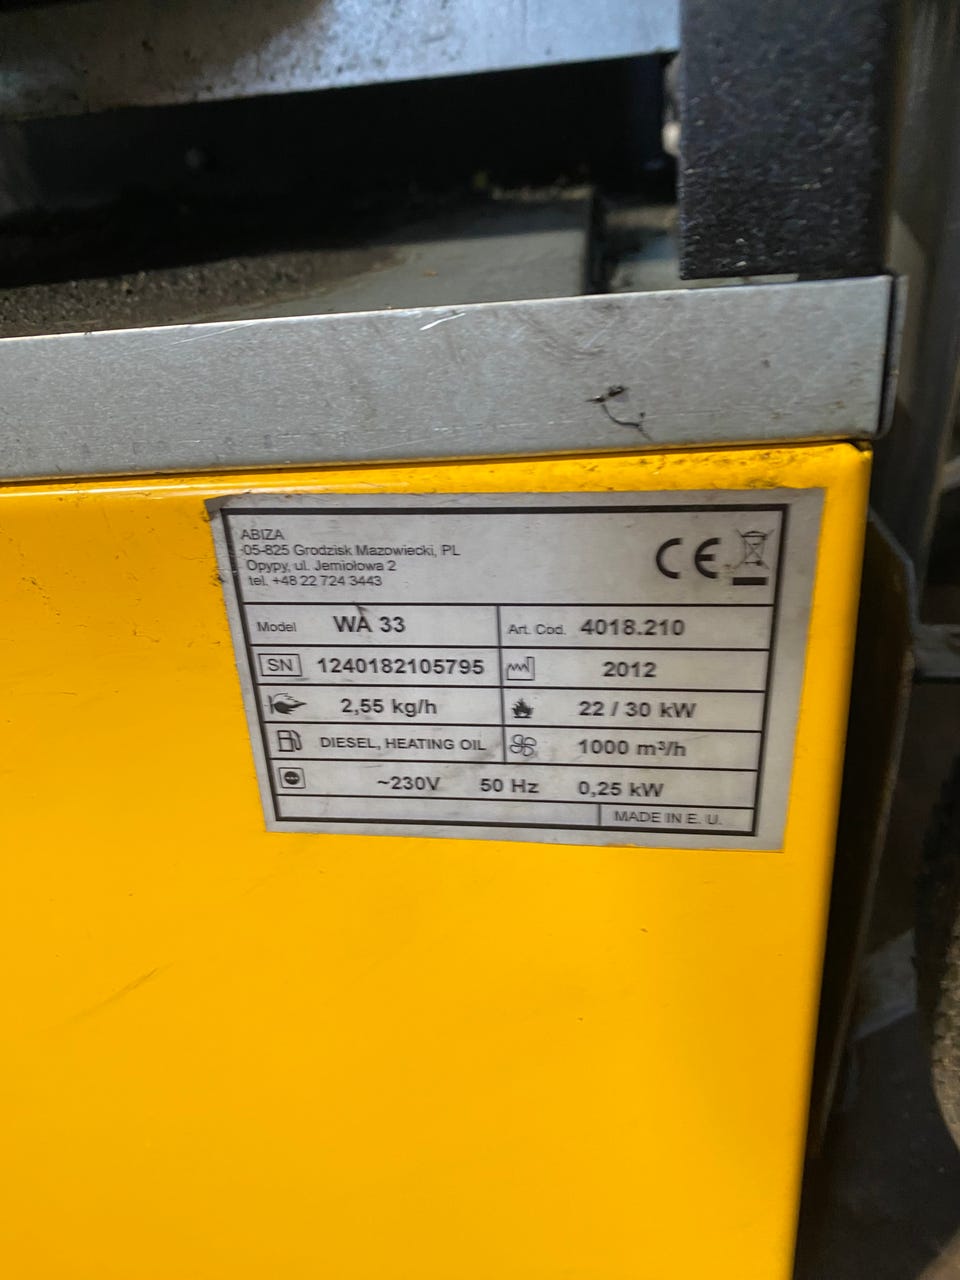 ABIZA
05-825 Grodzisk Mazowiecki, PL
Opypy, ul. Jemiołowa 2
tel. +48 22 724 3443
CE
Model WA 33 Art. Cod. 4018.210
SN 1240182105795 2012
2,55 kg/h 22 / 30 kW
DIESEL, HEATING OIL 1000 m³/h
~230V 50 Hz 0,25 kW
MADE IN E. U.